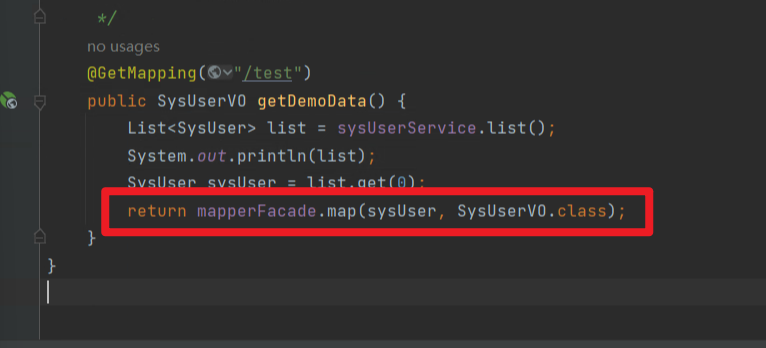 */
no usages
@GetMapping("/test")
public SysUserVO getDemoData() {
List<SysUser> list = sysUserService.list();
System.out.println(list);
SysUser sysUser = list.get(0);
return mapperFacade.map(sysUser, SysUserVO.class);
}
}